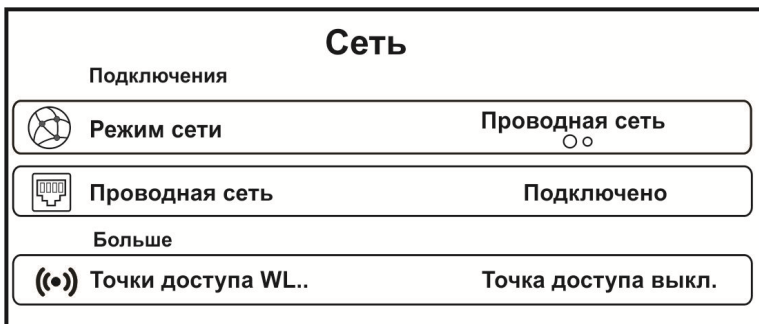 Сеть
Подключения
Режим сети Проводная сеть
Проводная сеть Подключено
Больше
Точки доступа WL.. Точка доступа выкл.